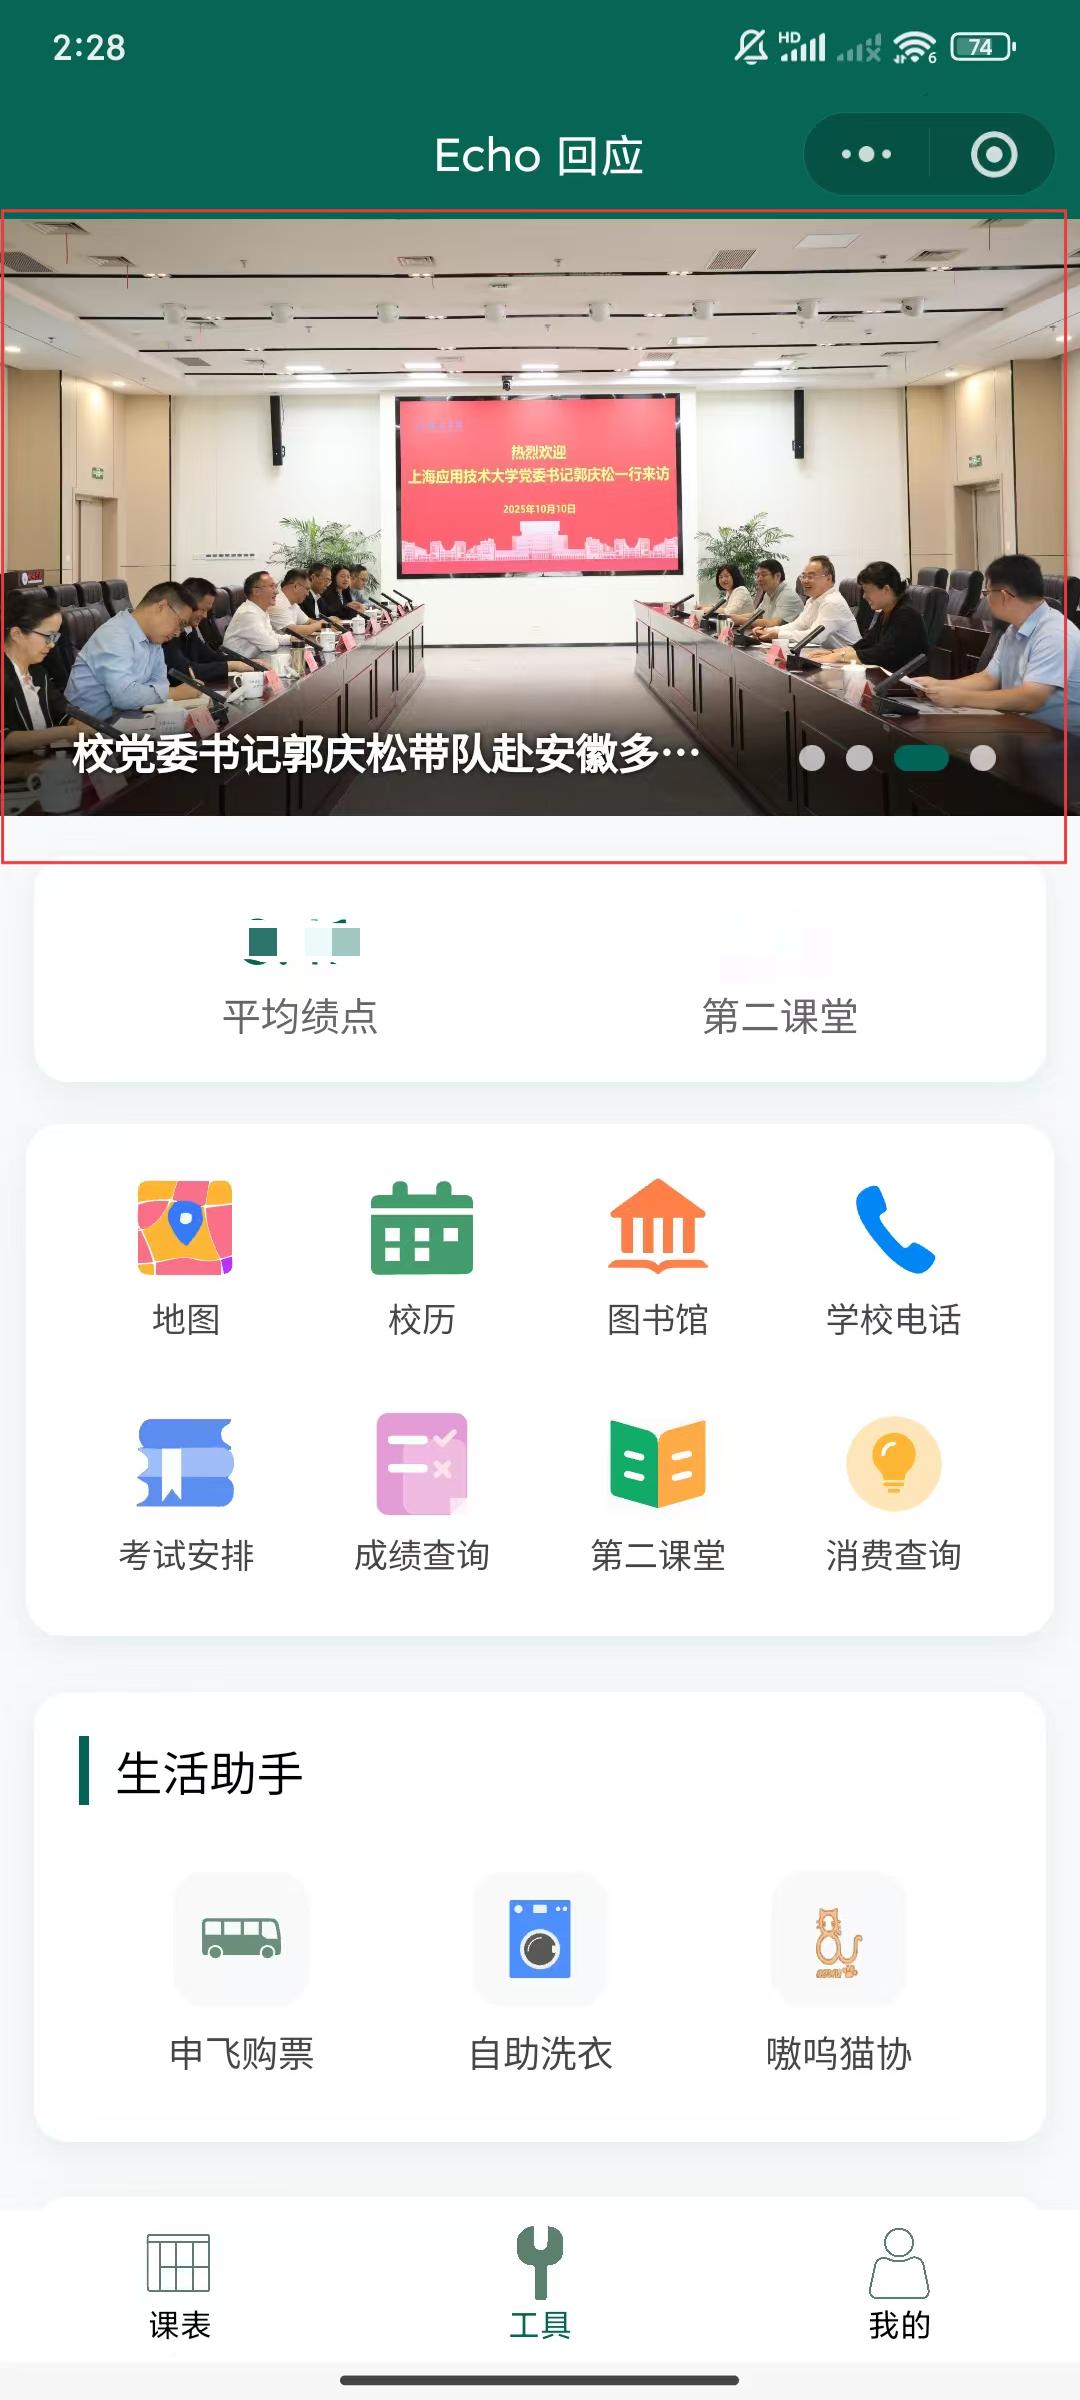 2:28
HD
6
74
Echo 回应
热烈欢迎
上海应用技术大学党委书记郭庆松一行来访
2025年10月10日
校党委书记郭庆松带队赴安徽多…
平均绩点
第二课堂
地图
校历
图书馆
学校电话
考试安排
成绩查询
第二课堂
消费查询
生活助手
申飞购票
自助洗衣
嗷呜猫协
课表
工具
我的